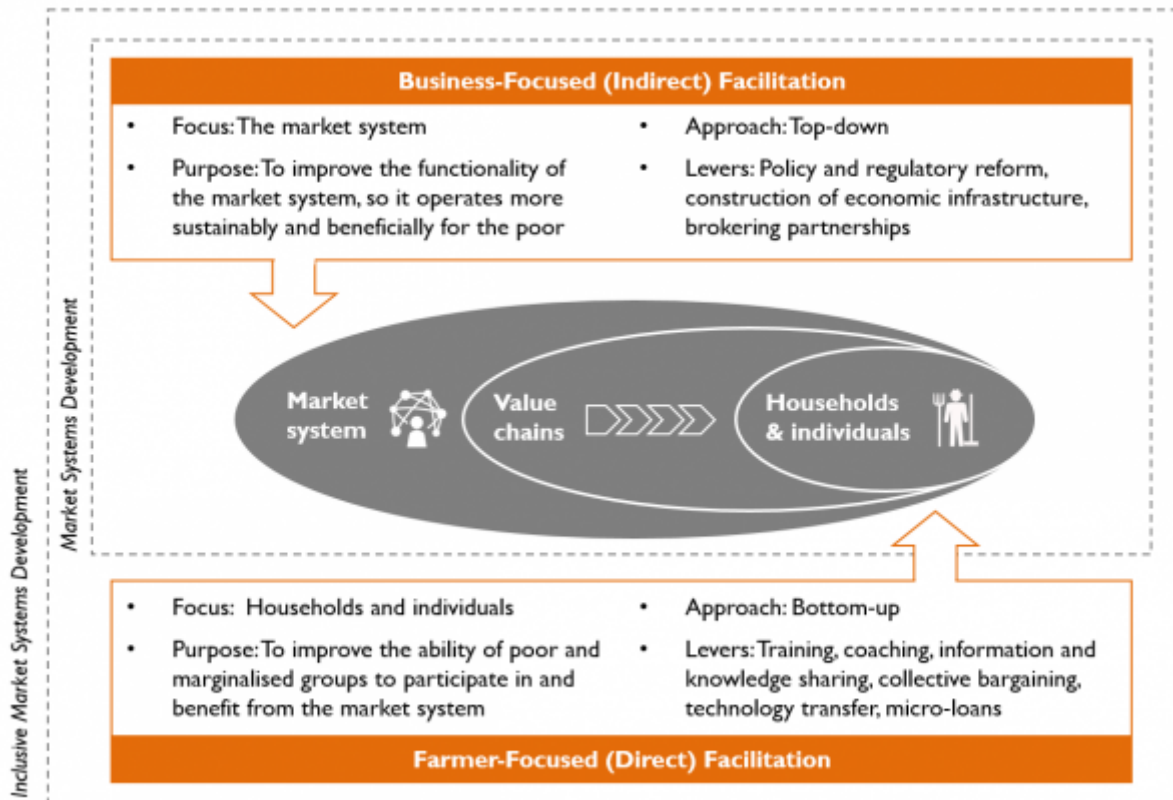 Business-Focused (Indirect) Facilitation
• Focus: The market system
• Purpose: To improve the functionality of
the market system, so it operates more
sustainably and beneficially for the poor
• Approach: Top-down
• Levers: Policy and regulatory reform,
construction of economic infrastructure,
brokering partnerships
Market
system
Value
chains
Households
& individuals
Market Systems Development
Inclusive Market Systems Development
• Focus: Households and individuals
• Purpose: To improve the ability of poor and
marginalised groups to participate in and
benefit from the market system
• Approach: Bottom-up
• Levers: Training, coaching, information and
knowledge sharing, collective bargaining,
technology transfer, micro-loans
Farmer-Focused (Direct) Facilitation